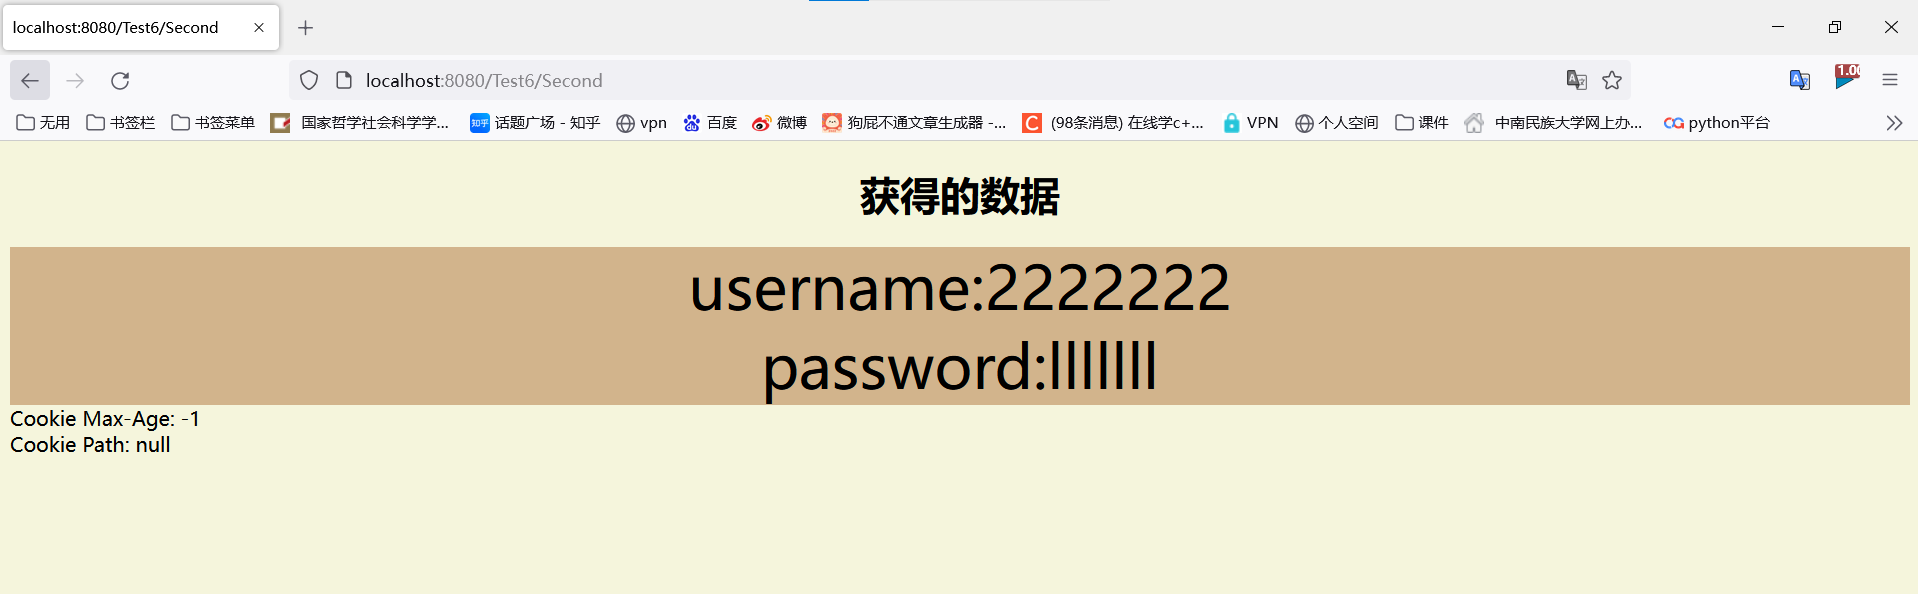 localhost:8080/Test6/Second
localhost:8080/Test6/Second
1.00
无用 书签栏 书签菜单 国家哲学社会科学学... 知乎 话题广场 - 知乎 vpn 百度 微博 狗屁不通文章生成器 -... C (98条消息) 在线学c+... VPN 个人空间 课件 中南民族大学网上办... CG python平台
获得的数据
username:2222222
password:lllllll
Cookie Max-Age: -1
Cookie Path: null